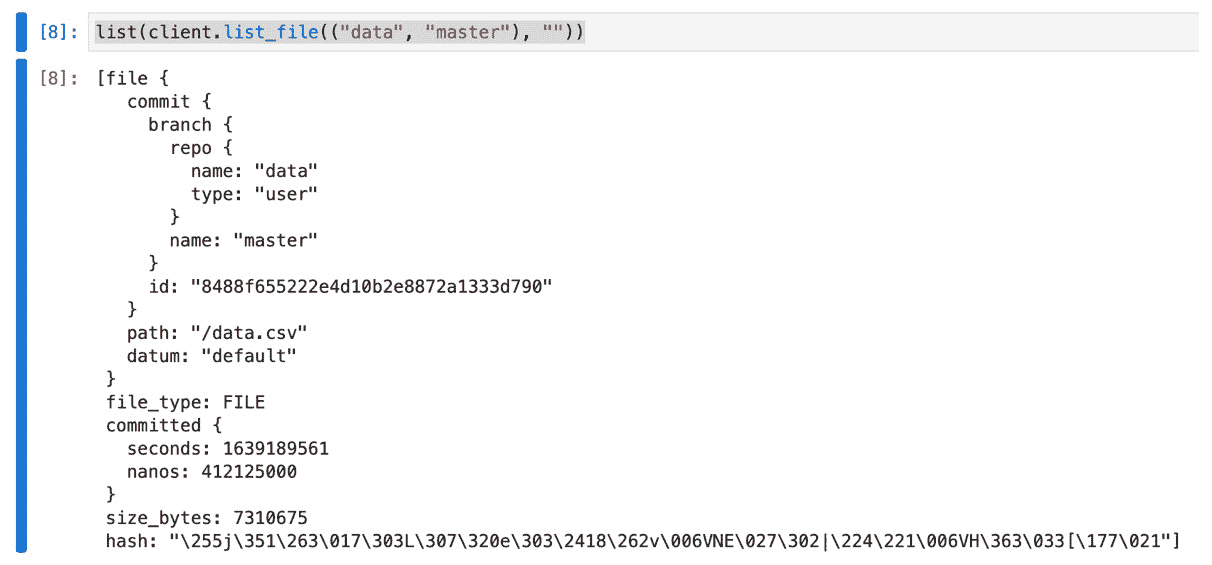 [8]: list(client.list_file(("data", "master"), ""))
[8]: [file {
commit {
branch {
repo {
name: "data"
type: "user"
}
name: "master"
}
id: "8488f655222e4d10b2e8872a1333d790"
}
path: "/data.csv"
datum: "default"
}
file_type: FILE
committed {
seconds: 1639189561
nanos: 412125000
}
size_bytes: 7310675
hash: "\255j\351\263\017\303L\307\320e\303\2418\262v\006VNE\027\302|\224\221\006VH\363\033[\177\021"]